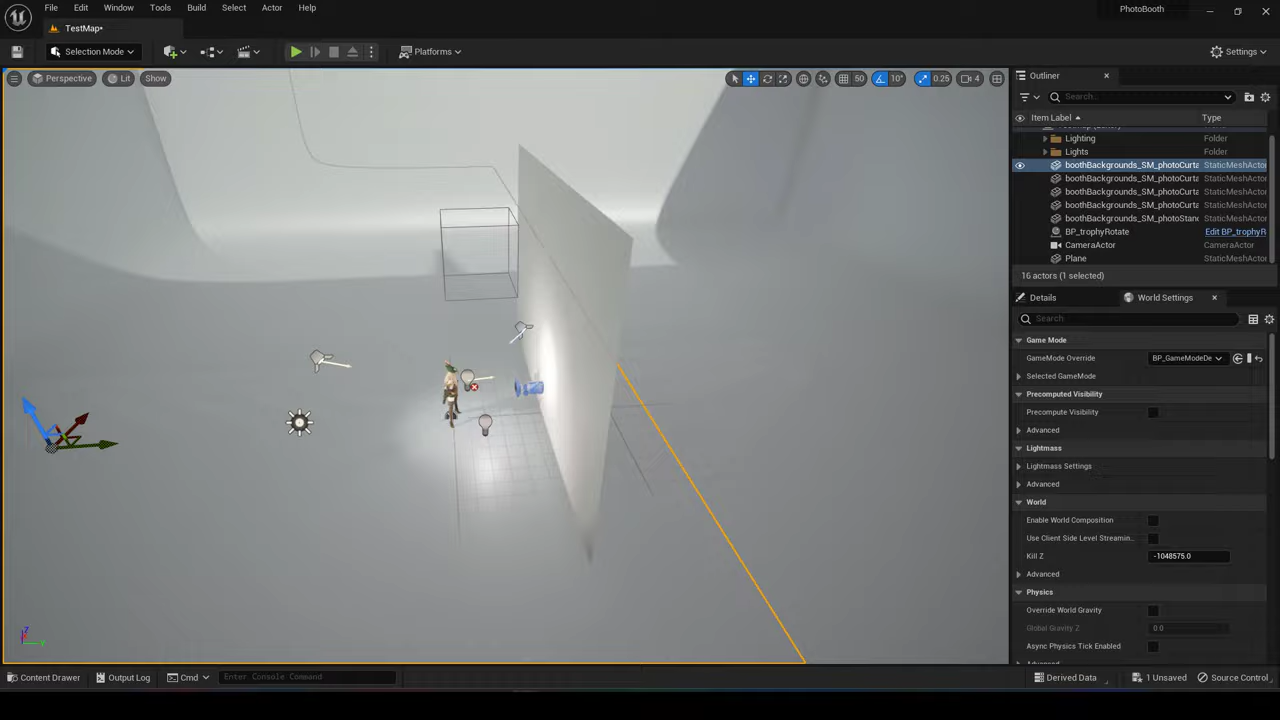 File Edit Window Tools Build Select Actor Help
PhotoBooth
TestMap*
Selection Mode
Platforms
Settings
Perspective Lit Show
50 10° 0.25 4
Outliner
Search...
Item Label Type
Lighting Folder
Lights Folder
boothBackgrounds_SM_photoCurta StaticMeshActor
boothBackgrounds_SM_photoCurta StaticMeshActor
boothBackgrounds_SM_photoCurta StaticMeshActor
boothBackgrounds_SM_photoCurta StaticMeshActor
boothBackgrounds_SM_photoStand StaticMeshActor
BP_trophyRotate Edit BP_trophyR
CameraActor CameraActor
Plane StaticMeshActor
16 actors (1 selected)
Details World Settings
Search
Game Mode
GameMode Override BP_GameModeDe
Selected GameMode
Precomputed Visibility
Precompute Visibility
Advanced
Lightmass
Lightmass Settings
Advanced
World
Enable World Composition
Use Client Side Level Streamin...
Kill Z -1048575.0
Advanced
Physics
Override World Gravity
Global Gravity Z 0.0
Async Physics Tick Enabled
Z
Y
Content Drawer Output Log Cmd Enter Console Command
Derived Data 1 Unsaved Source Control